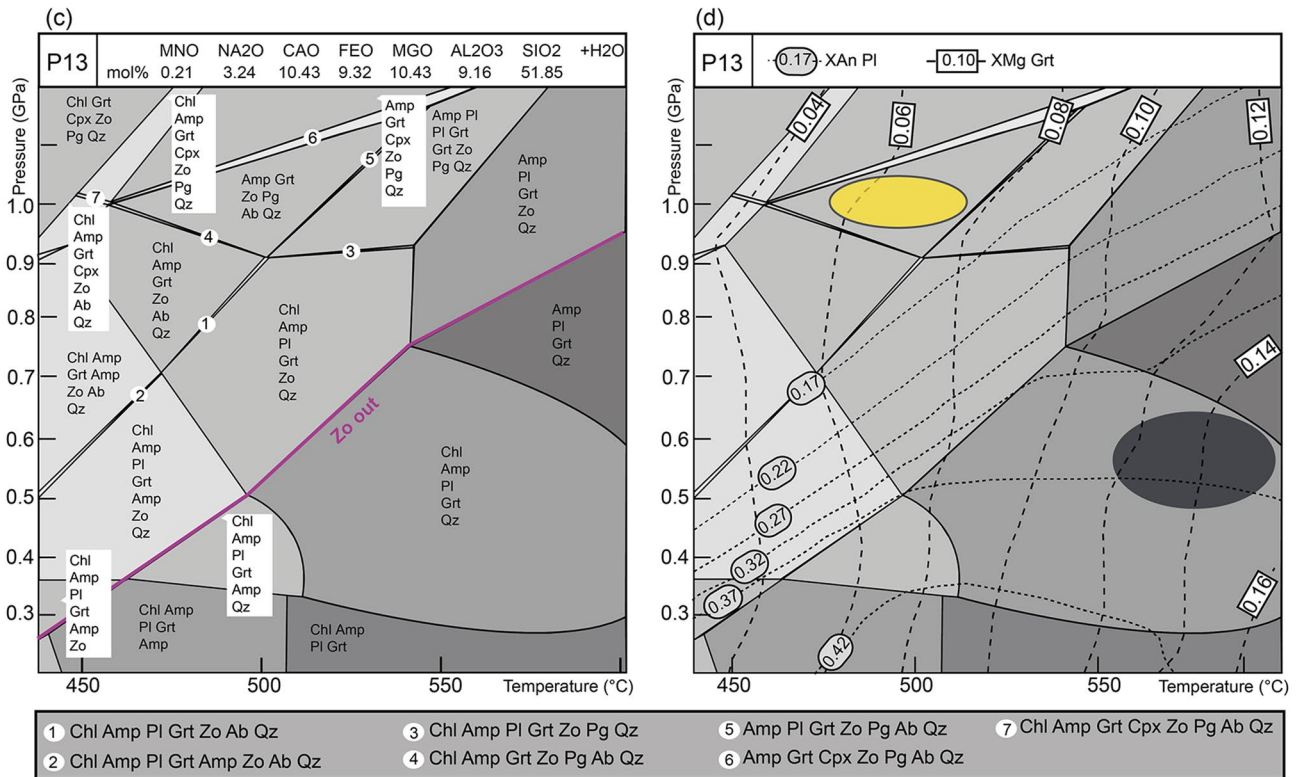 (c)
P13
MNO NA2O CAO FEO MGO AL2O3 SIO2 +H2O
mol% 0.21 3.24 10.43 9.32 10.43 9.16 51.85
Pressure (GPa)
1.0
0.9
0.8
0.7
0.6
0.5
0.4
0.3
Chl Grt
Cpx Zo
Pg Qz
Chl
Amp
Grt
Cpx
Zo
Pg
Qz
6
Amp
Grt
Cpx
Zo
Pg
Qz
Amp Pl
Pl Grt
Grt Zo
Pg Qz
5
Amp Grt
Zo Pg
Ab Qz
Amp
Pl
Grt
Zo
Qz
7
4
3
Chl
Amp
Grt
Cpx
Zo
Ab
Qz
Chl
Amp
Grt
Zo
Ab
Qz
1
Chl
Amp
Pl
Grt
Zo
Qz
Amp
Pl
Grt
Qz
Chl Amp
Grt Amp
Zo Ab
Qz
2
Zo out
Chl
Amp
Pl
Grt
Amp
Zo
Qz
Chl
Amp
Pl
Grt
Qz
Chl
Amp
Pl
Grt
Amp
Qz
Chl
Amp
Pl
Grt
Amp
Zo
Chl Amp
Pl Grt
Amp
Chl Amp
Pl Grt
450 500 550 Temperature (°C)
(d)
P13
0.17 XAn Pl
0.10 XMg Grt
Pressure (GPa)
1.0
0.9
0.8
0.7
0.6
0.5
0.4
0.3
0.04
0.06
0.08
0.10
0.12
0.14
0.16
0.17
0.22
0.27
0.32
0.37
0.42
450 500 550 Temperature (°C)
1 Chl Amp Pl Grt Zo Ab Qz
3 Chl Amp Pl Grt Zo Pg Qz
5 Amp Pl Grt Zo Pg Ab Qz
7 Chl Amp Grt Cpx Zo Pg Ab Qz
2 Chl Amp Pl Grt Amp Zo Ab Qz
4 Chl Amp Grt Zo Pg Ab Qz
6 Amp Grt Cpx Zo Pg Ab Qz